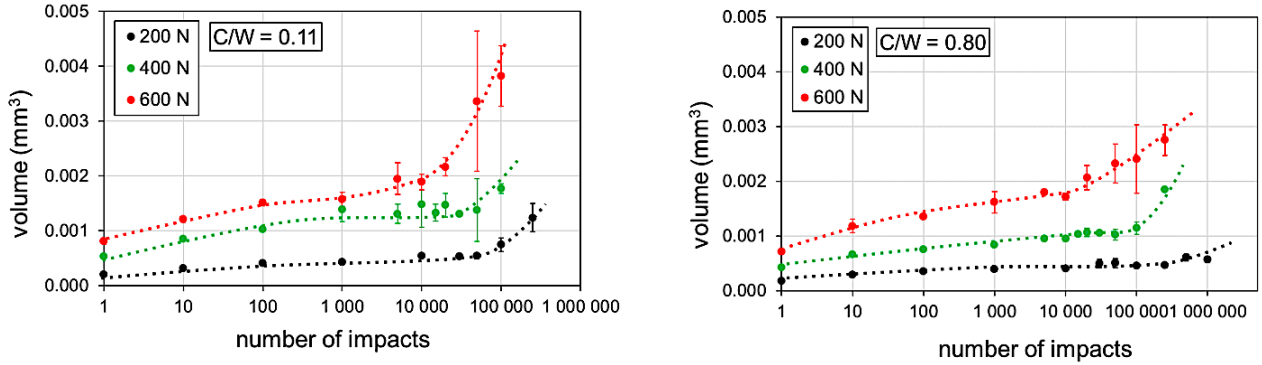 0.005
0.004
0.003
0.002
0.001
0.000
volume (mm³)
200 N
400 N
600 N
C/W = 0.11
1 10 100 1 000 10 000 100 000 1 000 000
number of impacts
0.005
0.004
0.003
0.002
0.001
0.000
volume (mm³)
200 N
400 N
600 N
C/W = 0.80
1 10 100 1 000 10 000 100 0001 000 000
number of impacts